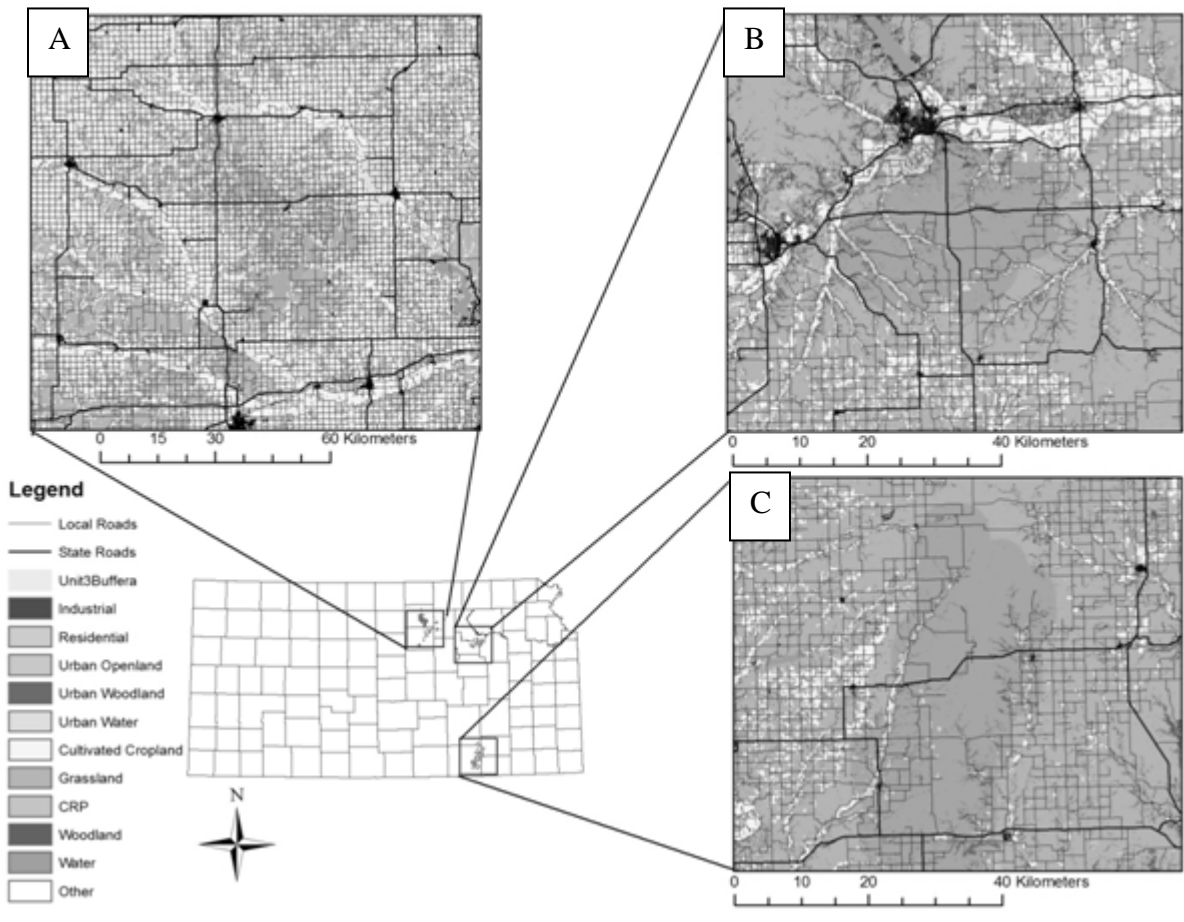 A
B
0 15 30 60 Kilometers
0 10 20 40 Kilometers
Legend
Local Roads
State Roads
Unit3Buffera
Industrial
Residential
Urban Openland
Urban Woodland
Urban Water
Cultivated Cropland
Grassland
CRP
Woodland
Water
Other
N
C
0 10 20 40 Kilometers